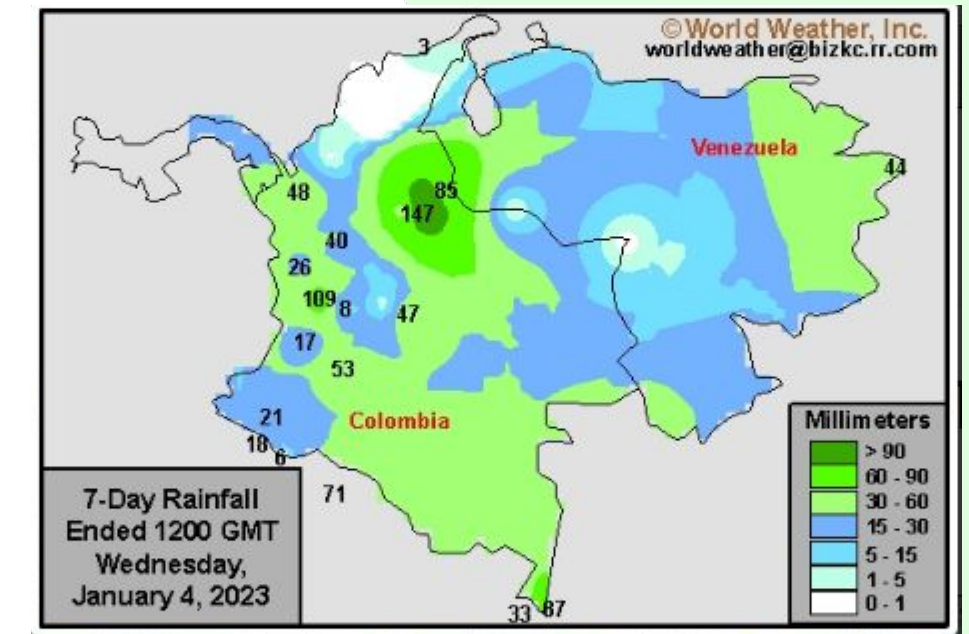 ©World Weather, Inc.
worldweather@bizkc.rr.com
3
Venezuela
44
48
85
147
40
26
109
8
47
17
53
21
Colombia
18
6
71
33
87
7-Day Rainfall
Ended 1200 GMT
Wednesday,
January 4, 2023
Millimeters
> 90
60 - 90
30 - 60
15 - 30
5 - 15
1 - 5
0 - 1